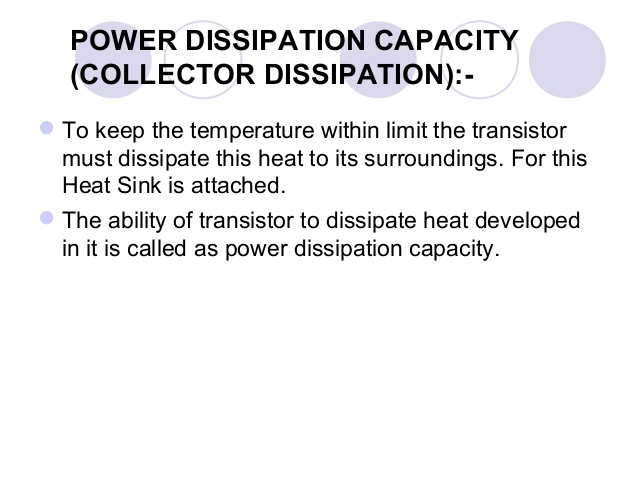 POWER DISSIPATION CAPACITY
(COLLECTOR DISSIPATION):-
To keep the temperature within limit the transistor
must dissipate this heat to its surroundings. For this
Heat Sink is attached.
The ability of transistor to dissipate heat developed
in it is called as power dissipation capacity.